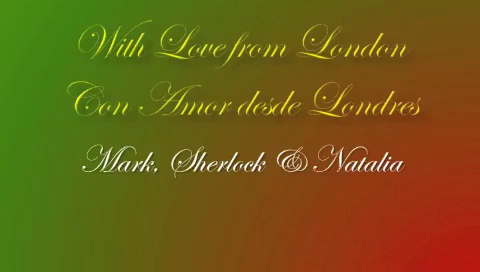 With Love from London
Con Amor desde Londres
Mark, Sherlock & Natalia